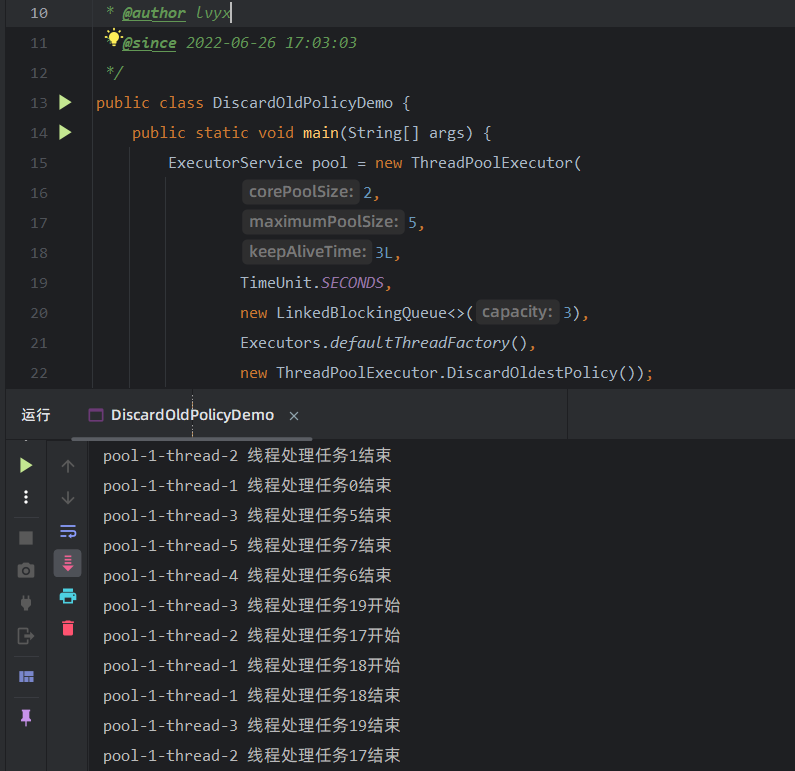 10 * @author lvyx
11 @since 2022-06-26 17:03:03
12 */
13 public class DiscardOldPolicyDemo {
14 public static void main(String[] args) {
15 ExecutorService pool = new ThreadPoolExecutor(
16 corePoolSize: 2,
17 maximumPoolSize: 5,
18 keepAliveTime: 3L,
19 TimeUnit.SECONDS,
20 new LinkedBlockingQueue<>( capacity: 3),
21 Executors.defaultThreadFactory(),
22 new ThreadPoolExecutor.DiscardOldestPolicy());
运行 DiscardOldPolicyDemo ×
pool-1-thread-2 线程处理任务1结束
pool-1-thread-1 线程处理任务0结束
pool-1-thread-3 线程处理任务5结束
pool-1-thread-5 线程处理任务7结束
pool-1-thread-4 线程处理任务6结束
pool-1-thread-3 线程处理任务19开始
pool-1-thread-2 线程处理任务17开始
pool-1-thread-1 线程处理任务18开始
pool-1-thread-1 线程处理任务18结束
pool-1-thread-3 线程处理任务19结束
pool-1-thread-2 线程处理任务17结束